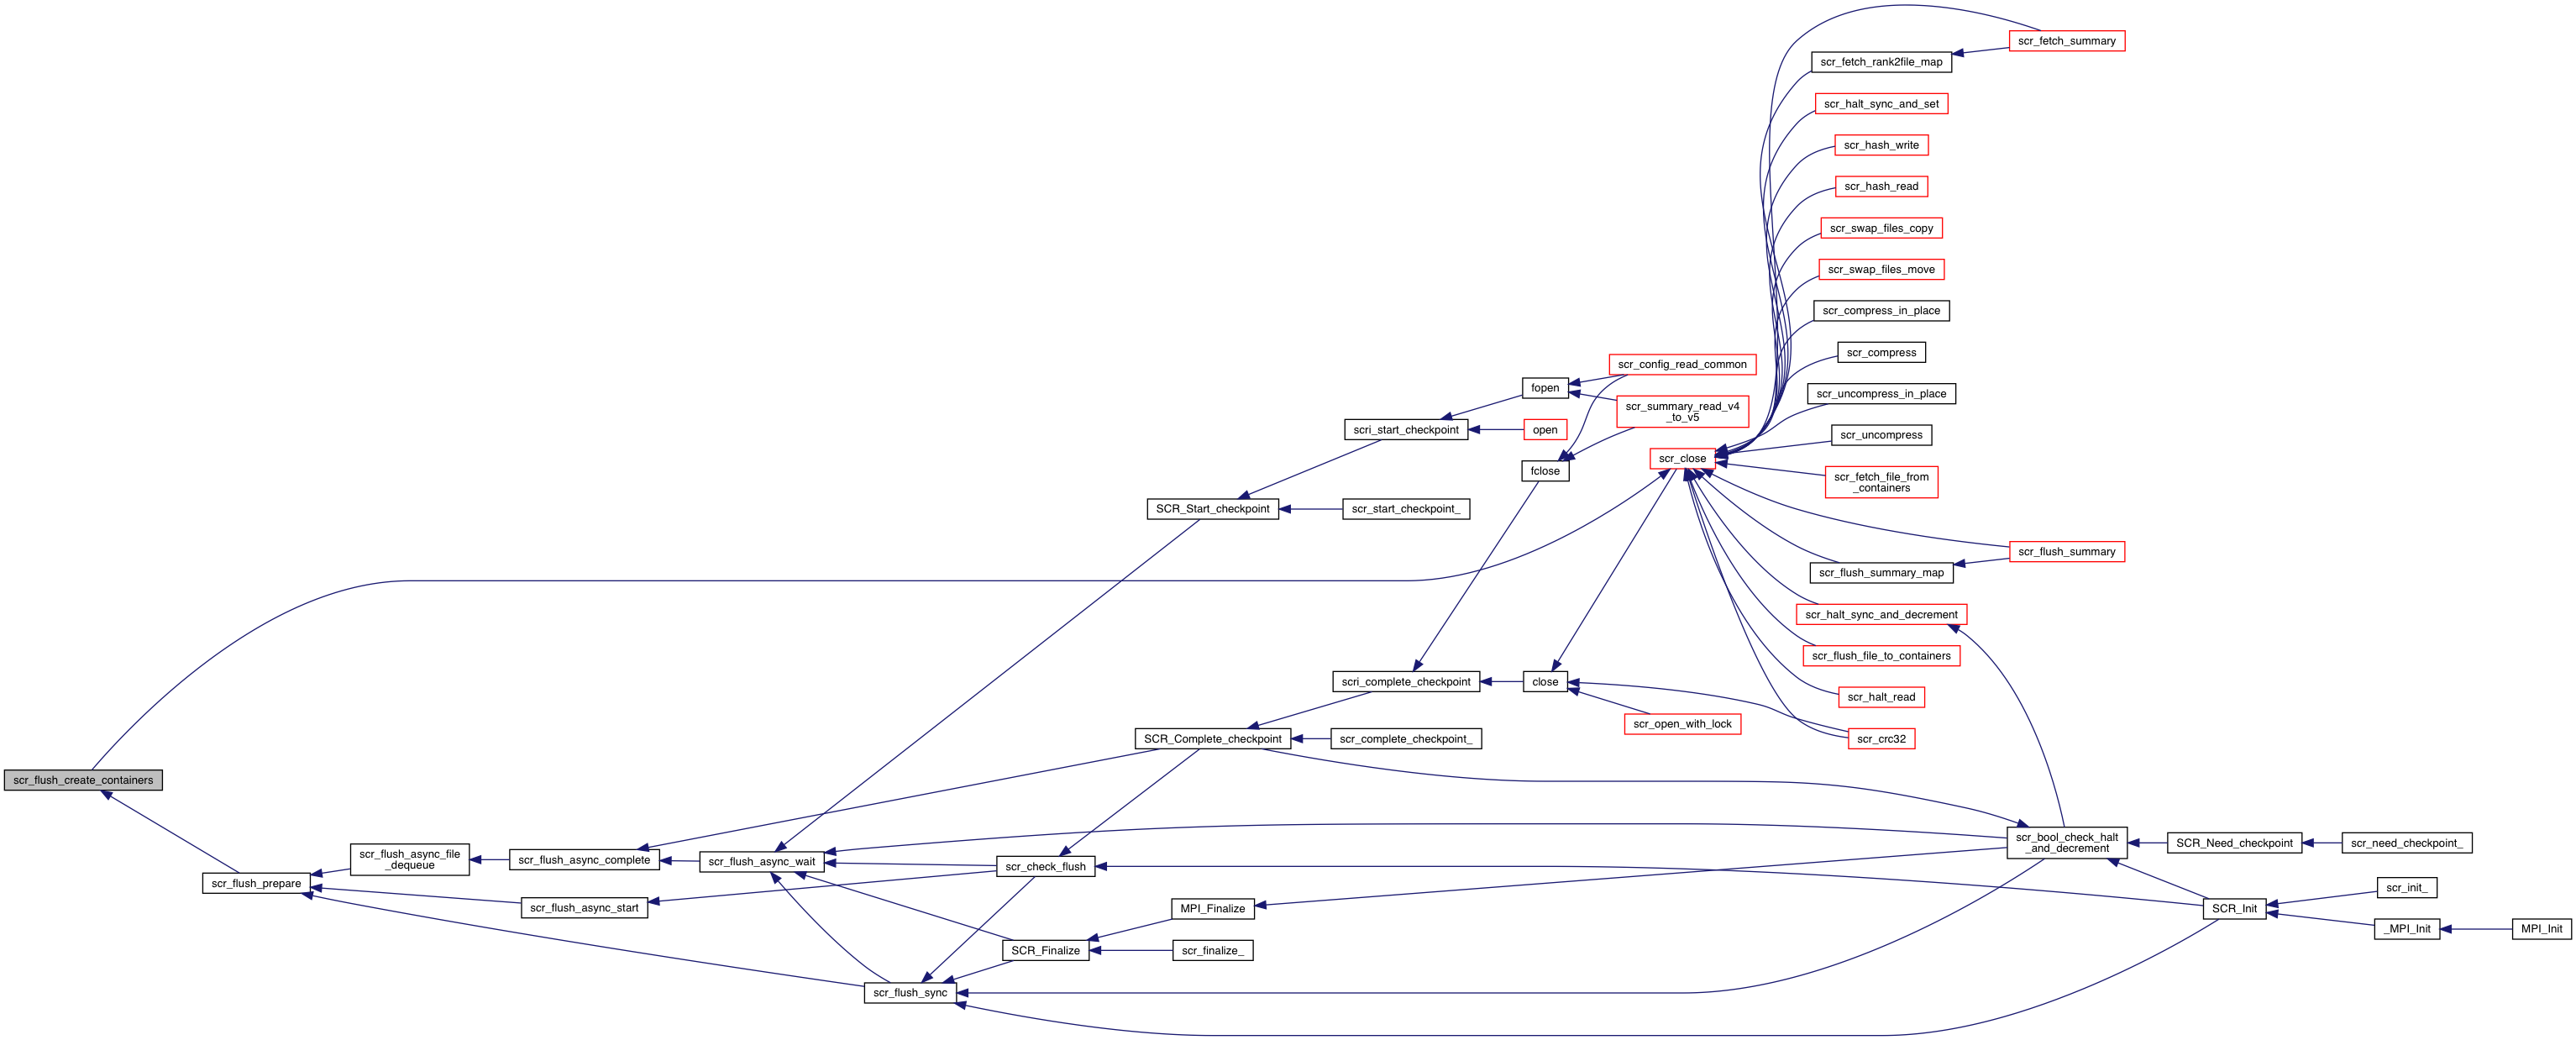 scr_fetch_summary
scr_fetch_rank2file_map
scr_halt_sync_and_set
scr_hash_write
scr_hash_read
scr_swap_files_copy
scr_swap_files_move
scr_compress_in_place
scr_compress
scr_config_read_common
fopen
scr_uncompress_in_place
scr_summary_read_v4
_to_v5
scri_start_checkpoint
open
scr_uncompress
scr_close
fclose
scr_fetch_file_from
_containers
SCR_Start_checkpoint
scr_start_checkpoint_
scr_flush_summary
scr_flush_summary_map
scr_halt_sync_and_decrement
scr_flush_file_to_containers
scri_complete_checkpoint
close
scr_halt_read
scr_open_with_lock
SCR_Complete_checkpoint
scr_complete_checkpoint_
scr_crc32
scr_flush_create_containers
scr_bool_check_halt
_and_decrement
SCR_Need_checkpoint
scr_need_checkpoint_
scr_flush_async_file
_dequeue
scr_flush_async_complete
scr_flush_async_wait
scr_check_flush
scr_flush_prepare
scr_init_
scr_flush_async_start
MPI_Finalize
SCR_Init
_MPI_Init
MPI_Init
SCR_Finalize
scr_finalize_
scr_flush_sync